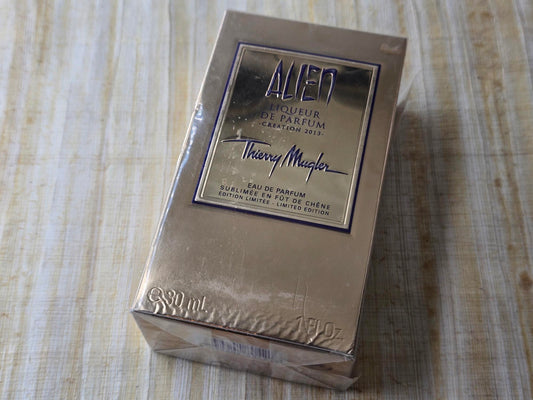 ALIEN
LIQUEUR
DE PARFUM
-CRÉATION 2013-
Thierry Mugler
EAU DE PARFUM
SUBLIMÉE EN FÛT DE CHÊNE
EDITION LIMITÉE - LIMITED EDITION
℮ 30 mL 1 Fl. Oz